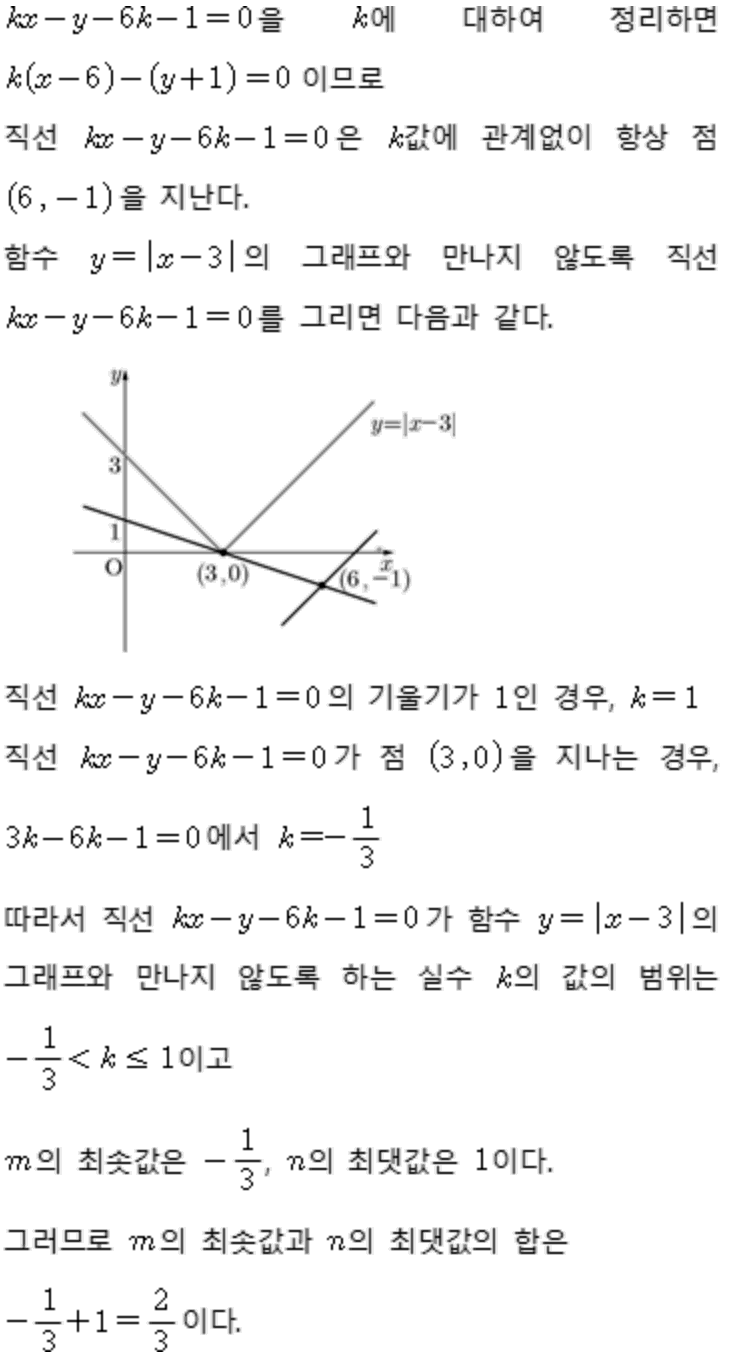 kx-y-6k-1=0을 k에 대하여 정리하면
k(x-6)-(y+1)=0 이므로
직선 kx-y-6k-1=0은 k값에 관계없이 항상 점
(6,-1)을 지난다.
함수 y=|x-3|의 그래프와 만나지 않도록 직선
kx-y-6k-1=0를 그리면 다음과 같다.
y
y=|x-3|
3
1
O
(3,0)
x
(6,-1)
직선 kx-y-6k-1=0의 기울기가 1인 경우, k=1
직선 kx-y-6k-1=0가 점 (3,0)을 지나는 경우,
3k-6k-1=0에서 k=-1/3
따라서 직선 kx-y-6k-1=0가 함수 y=|x-3|의
그래프와 만나지 않도록 하는 실수 k의 값의 범위는
-1/3<k≤1이고
m의 최솟값은 -1/3, n의 최댓값은 1이다.
그러므로 m의 최솟값과 n의 최댓값의 합은
-1/3+1=2/3이다.